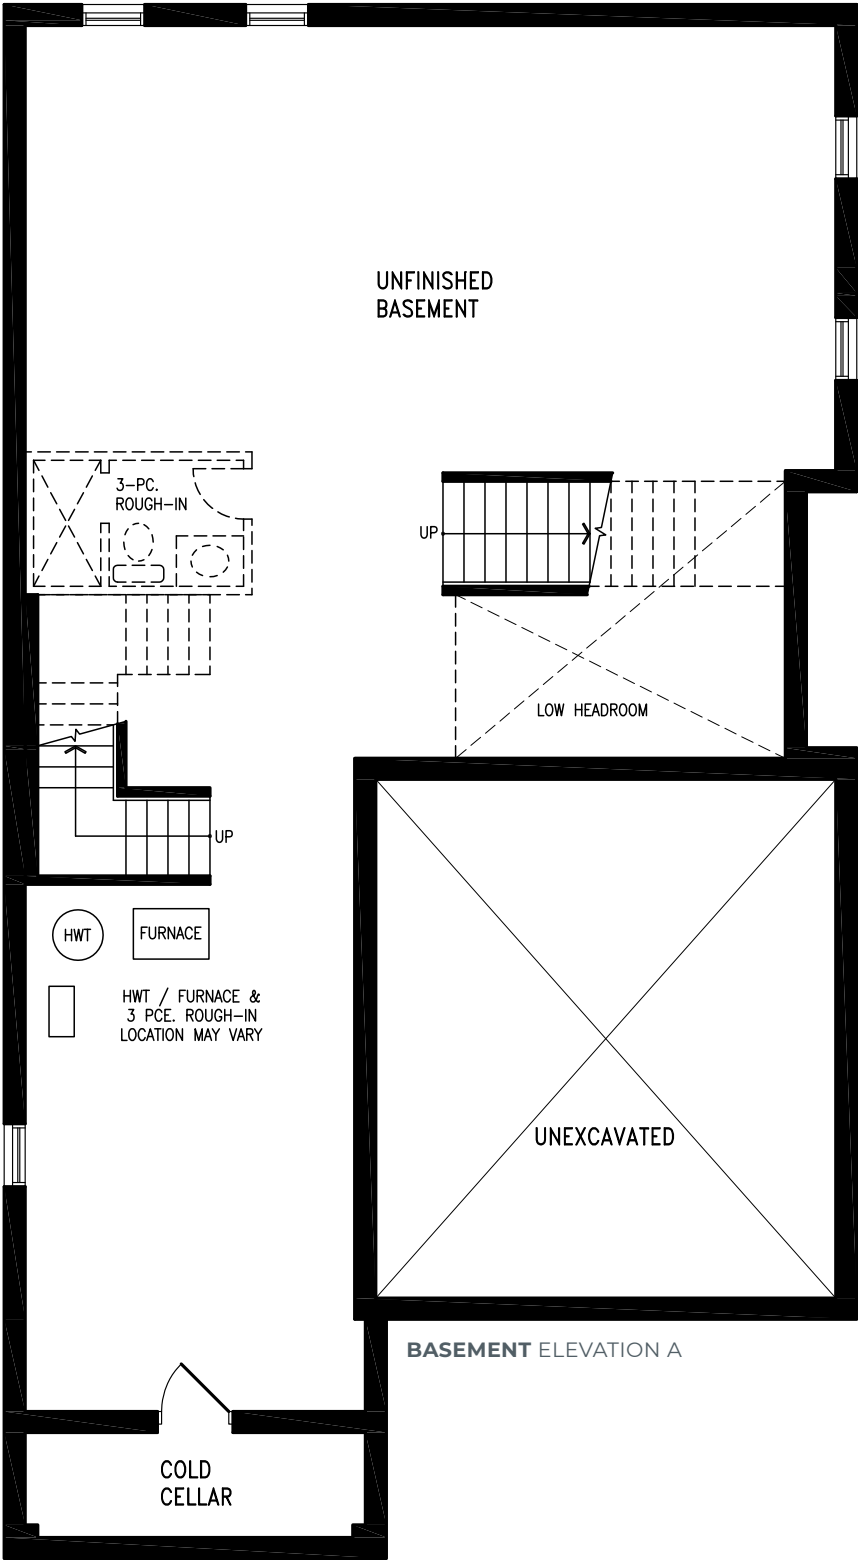 UNFINISHED
BASEMENT
3-PC.
ROUGH-IN
UP
LOW HEADROOM
UP
HWT
FURNACE
HWT / FURNACE &
3 PCE. ROUGH-IN
LOCATION MAY VARY
UNEXCAVATED
BASEMENT ELEVATION A
COLD
CELLAR